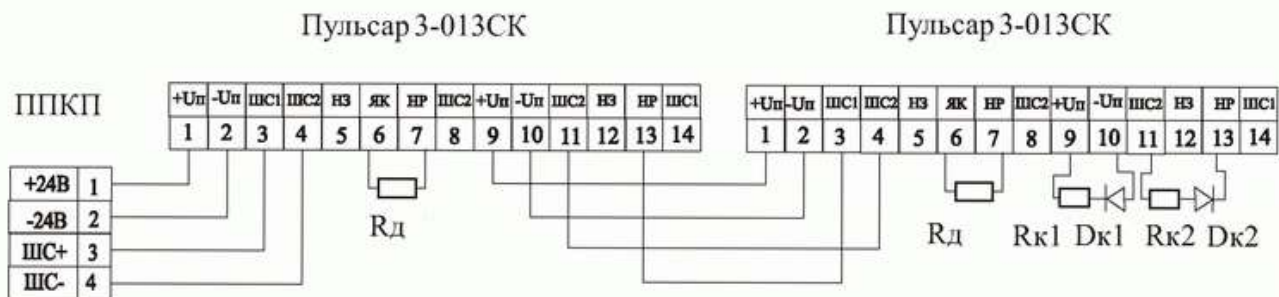 Пульсар 3-013СК Пульсар 3-013СК
ППКП
+Uп -Uп ШС1 ШС2 НЗ ЯК НР ШС2 +Uп -Uп ШС2 НЗ НР ШС1
1 2 3 4 5 6 7 8 9 10 11 12 13 14
+Uп -Uп ШС1 ШС2 НЗ ЯК НР ШС2 +Uп -Uп ШС2 НЗ НР ШС1
1 2 3 4 5 6 7 8 9 10 11 12 13 14
+24В 1
-24В 2
ШС+ 3
ШС- 4
Rд
Rд Rк1 Dк1 Rк2 Dк2